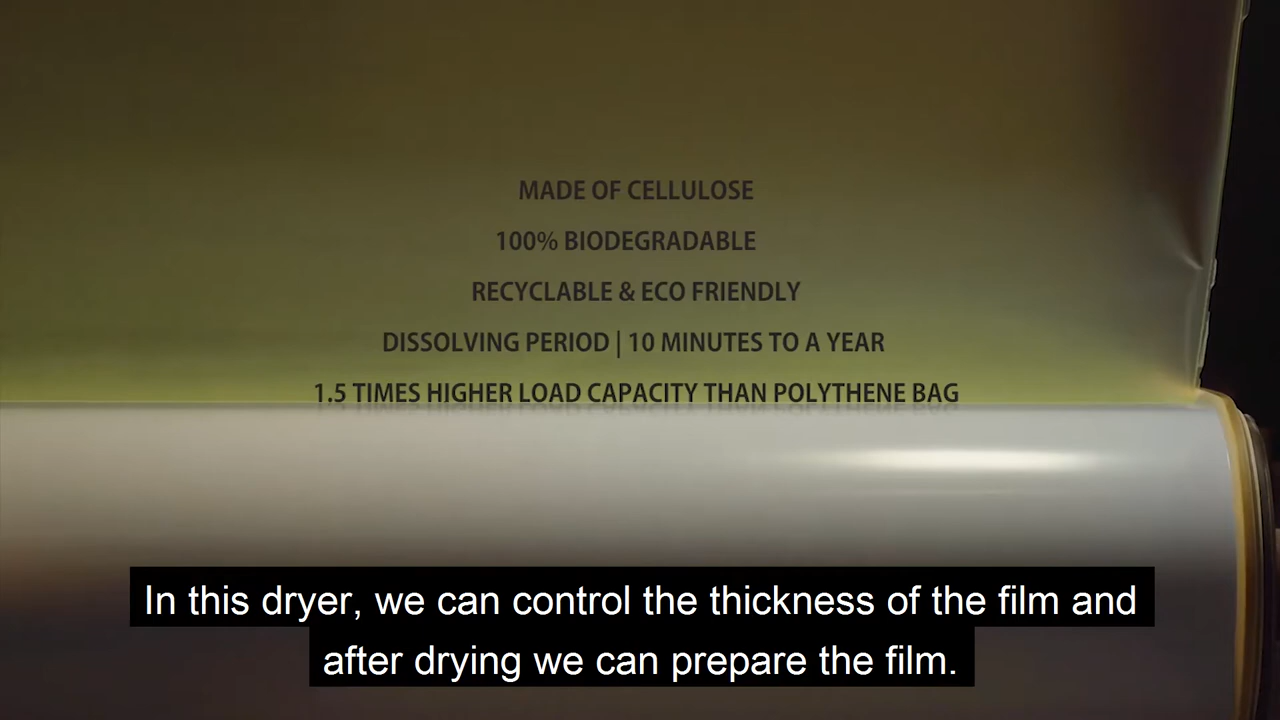 MADE OF CELLULOSE
100% BIODEGRADABLE
RECYCLABLE & ECO FRIENDLY
DISSOLVING PERIOD | 10 MINUTES TO A YEAR
1.5 TIMES HIGHER LOAD CAPACITY THAN POLYTHENE BAG
In this dryer, we can control the thickness of the film and
after drying we can prepare the film.